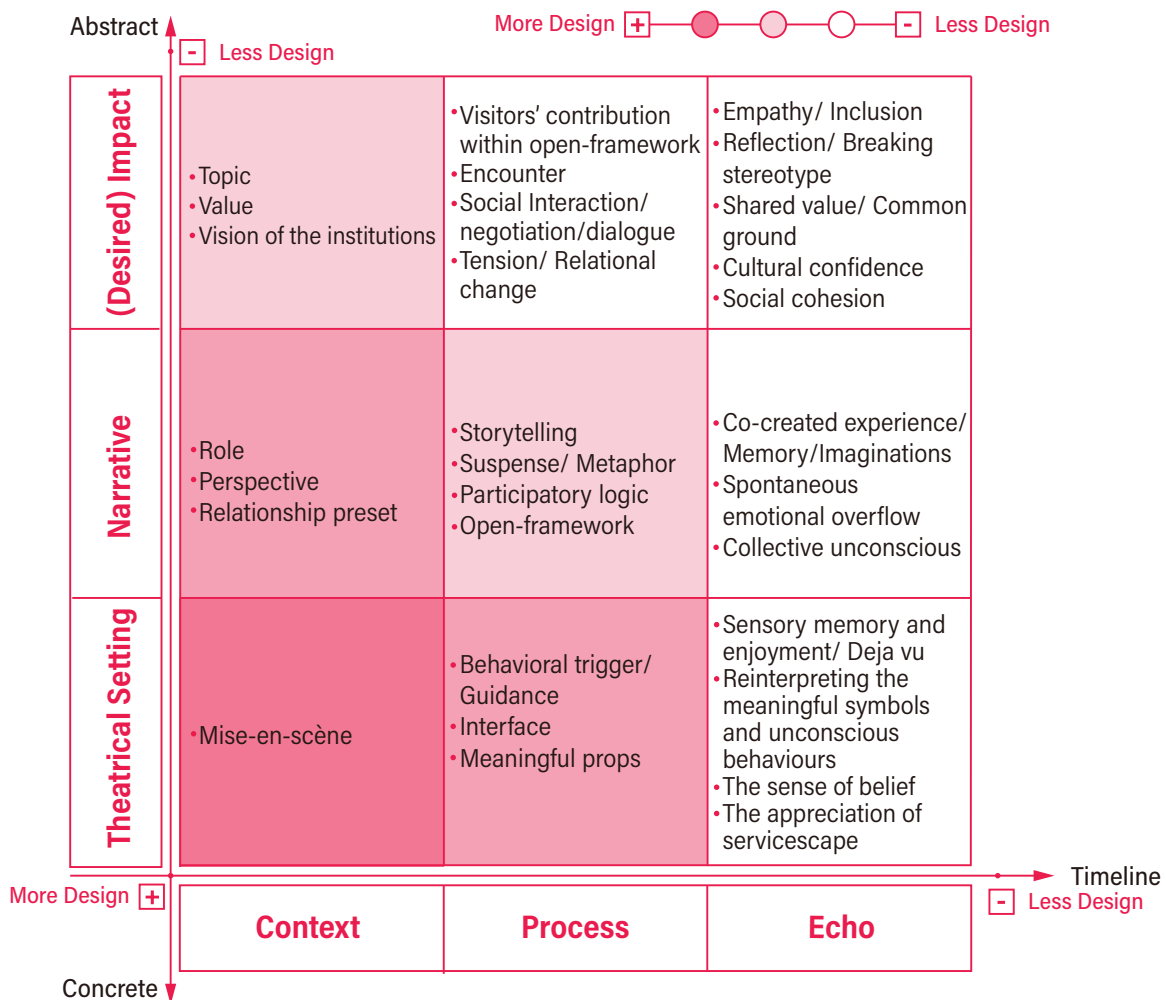 Abstract
More Design
+
-
Less Design
-
Less Design
(Desired) Impact
•Topic
•Value
•Vision of the institutions
•Visitors' contribution
within open-framework
•Encounter
•Social Interaction/
negotiation/dialogue
•Tension/ Relational
change
•Empathy/ Inclusion
•Reflection/ Breaking
stereotype
•Shared value/ Common
ground
•Cultural confidence
•Social cohesion
Narrative
•Role
•Perspective
•Relationship preset
•Storytelling
•Suspense/ Metaphor
•Participatory logic
•Open-framework
•Co-created experience/
Memory/Imaginations
•Spontaneous
emotional overflow
•Collective unconscious
Theatrical Setting
•Mise-en-scène
•Behavioral trigger/
Guidance
•Interface
•Meaningful props
•Sensory memory and
enjoyment/ Deja vu
•Reinterpreting the
meaningful symbols
and unconscious
behaviours
•The sense of belief
•The appreciation of
servicescape
Timeline
More Design
+
-
Less Design
Context
Process
Echo
Concrete